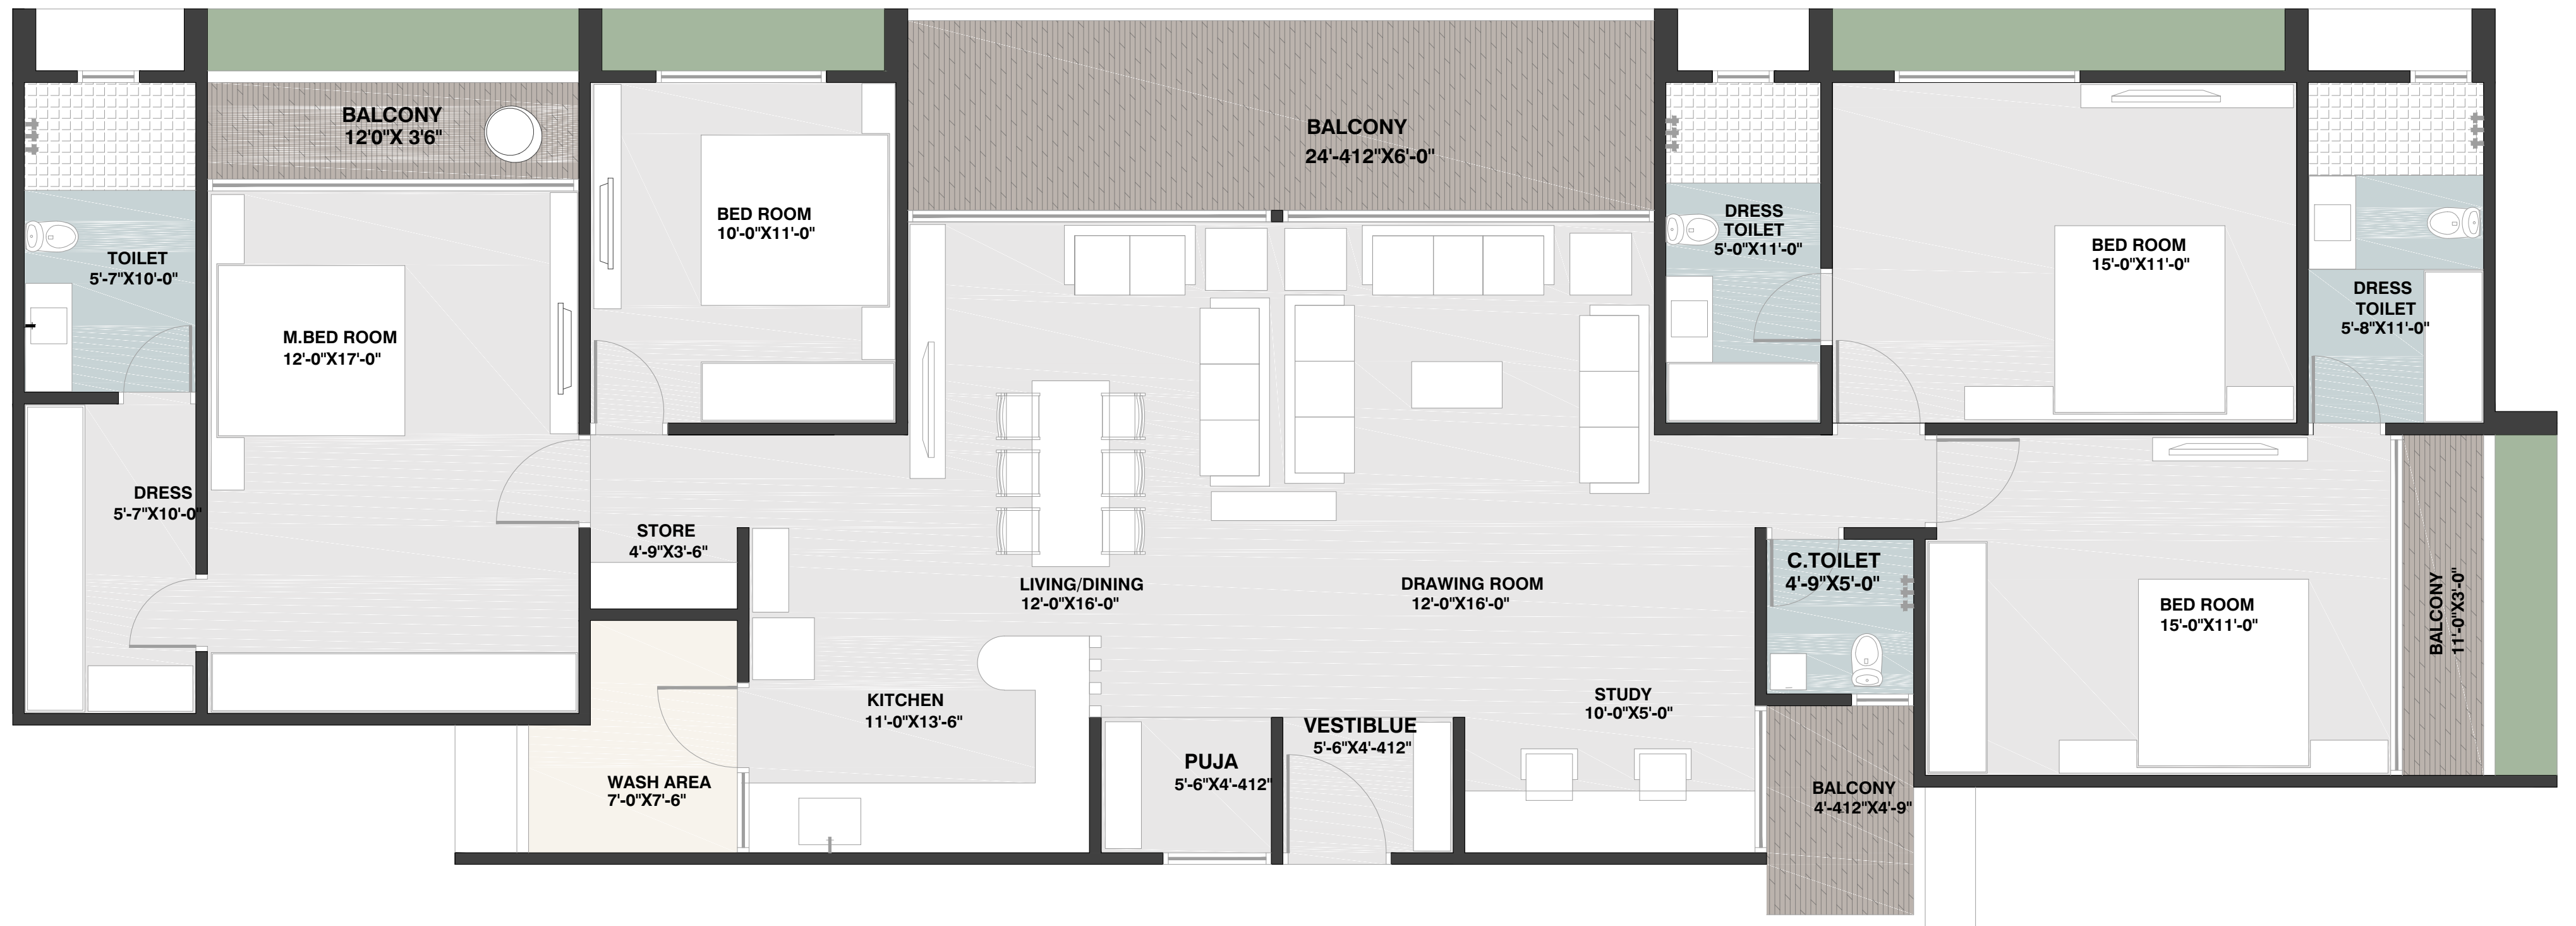 BALCONY
12'0"X 3'6"
BALCONY
24'-412"X6'-0"
BED ROOM
10'-0"X11'-0"
DRESS
TOILET
5'-0"X11'-0"
BED ROOM
15'-0"X11'-0"
TOILET
5'-7"X10'-0"
DRESS
TOILET
5'-8"X11'-0"
M.BED ROOM
12'-0"X17'-0"
DRESS
5'-7"X10'-0"
STORE
4'-9"X3'-6"
LIVING/DINING
12'-0"X16'-0"
DRAWING ROOM
12'-0"X16'-0"
C.TOILET
4'-9"X5'-0"
BED ROOM
15'-0"X11'-0"
BALCONY
11'-0"X3'-0"
KITCHEN
11'-0"X13'-6"
STUDY
10'-0"X5'-0"
VESTIBLUE
5'-6"X4'-412"
PUJA
5'-6"X4'-412"
WASH AREA
7'-0"X7'-6"
BALCONY
4'-412"X4'-9"